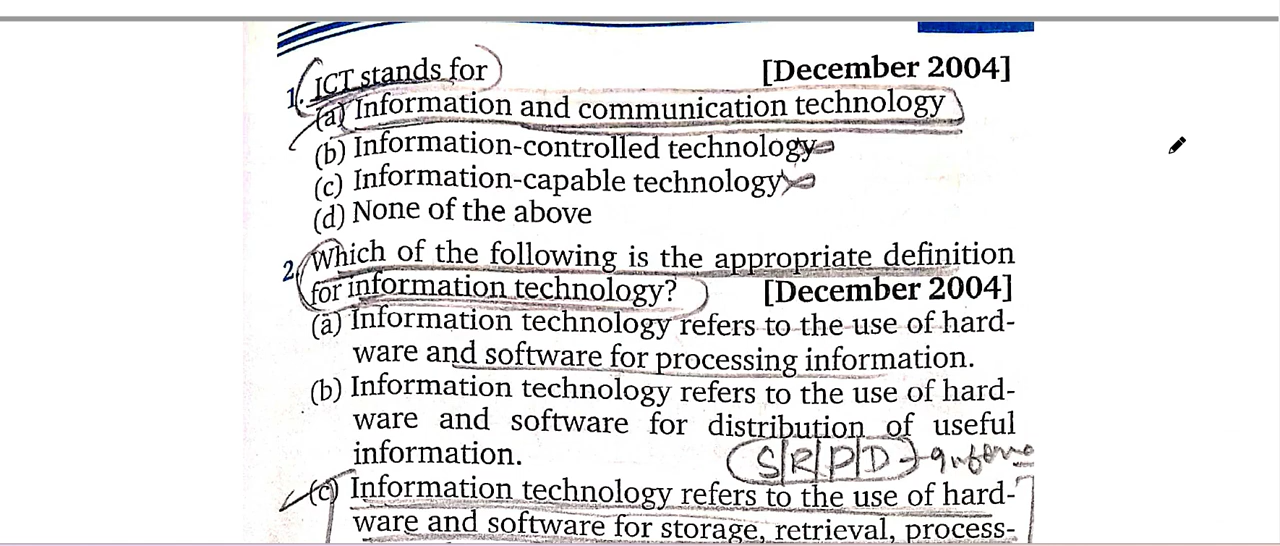 1. ICT stands for [December 2004]
(a) Information and communication technology
(b) Information-controlled technology
(c) Information-capable technology
(d) None of the above
2. Which of the following is the appropriate definition
for information technology? [December 2004]
(a) Information technology refers to the use of hard-
ware and software for processing information.
(b) Information technology refers to the use of hard-
ware and software for distribution of useful
information.
S/R/P/D
(c) Information technology refers to the use of hard-
ware and software for storage, retrieval, process-